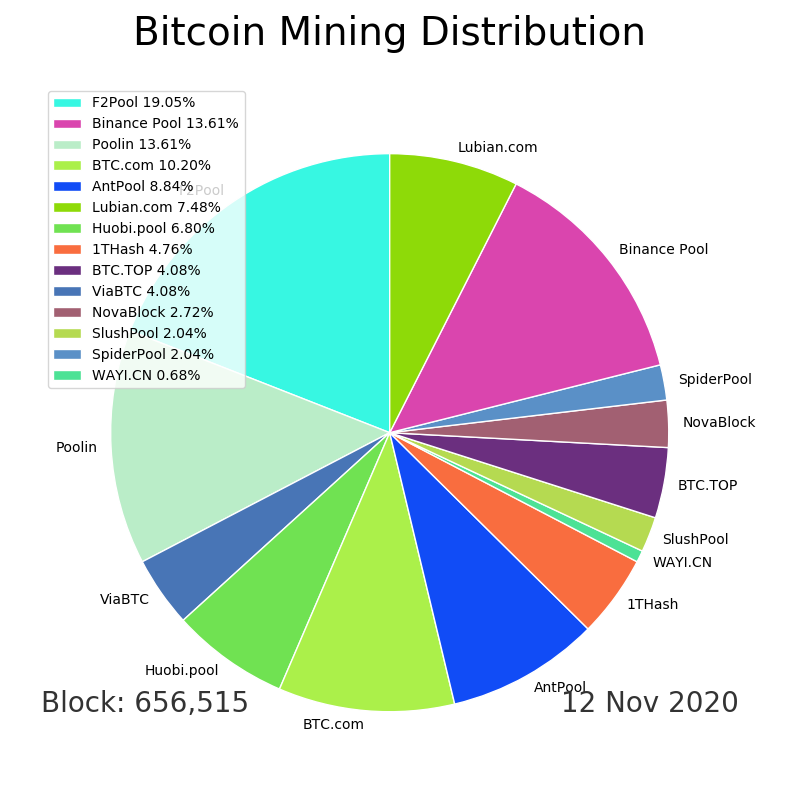 Bitcoin Mining Distribution
F2Pool 19.05%
Binance Pool 13.61%
Poolin 13.61%
BTC.com 10.20%
AntPool 8.84%
Lubian.com 7.48%
Huobi.pool 6.80%
1THash 4.76%
BTC.TOP 4.08%
ViaBTC 4.08%
NovaBlock 2.72%
SlushPool 2.04%
SpiderPool 2.04%
WAYI.CN 0.68%
F2Pool
Lubian.com
Binance Pool
SpiderPool
NovaBlock
BTC.TOP
SlushPool
WAYI.CN
1THash
AntPool
BTC.com
Huobi.pool
ViaBTC
Poolin
Block: 656,515
12 Nov 2020